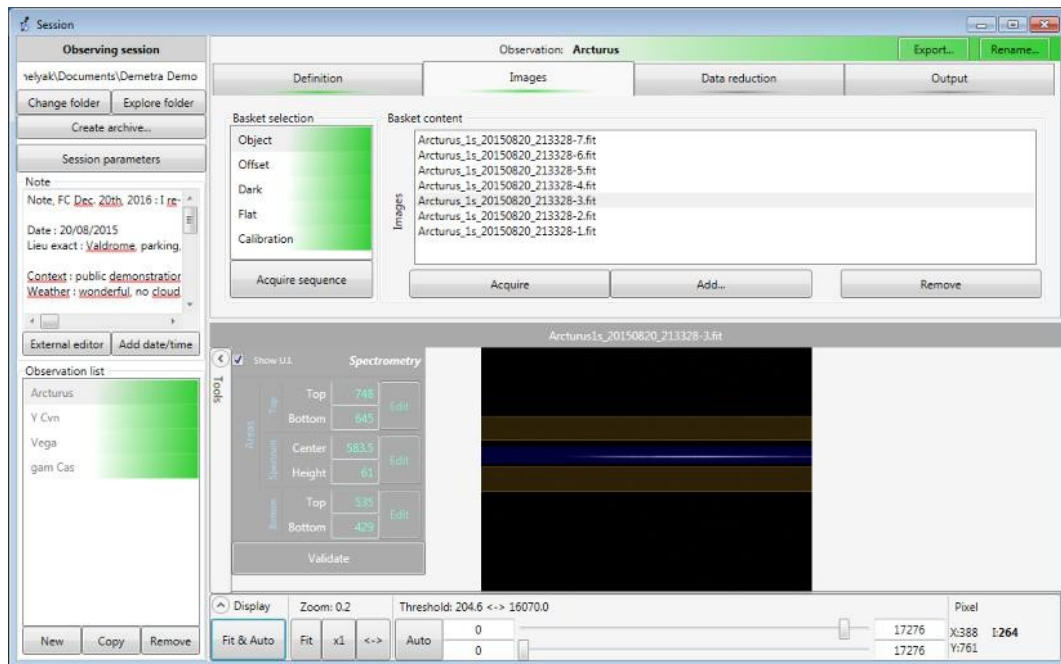 Session
Observing session
nelyak\Documents\Demetra Demo
Change folder
Explore folder
Create archive...
Session parameters
Note
Note, FC Dec. 20th, 2016 : I re-
Date : 20/08/2015
Lieu exact : Valdrome, parking,
Context : public demonstration
Weather : wonderful, no cloud
External editor
Add date/time
Observation list
Arcturus
Y Cvn
Vega
gam Cas
New
Copy
Remove
Observation: Arcturus
Export...
Rename...
Definition
Images
Data reduction
Output
Basket selection
Object
Offset
Dark
Flat
Calibration
Acquire sequence
Basket content
Images
Arcturus_1s_20150820_213328-7.fit
Arcturus_1s_20150820_213328-6.fit
Arcturus_1s_20150820_213328-5.fit
Arcturus_1s_20150820_213328-4.fit
Arcturus_1s_20150820_213328-3.fit
Arcturus_1s_20150820_213328-2.fit
Arcturus_1s_20150820_213328-1.fit
Acquire
Add...
Remove
Arcturus1s_20150820_213328-3.fit
Tools
Show U.I.
Spectrometry
Areas
Top
Top 748
Bottom 645
Edit
Spectrum
Center 583.5
Height 61
Edit
Bottom
Top 535
Bottom 429
Edit
Validate
Display
Zoom: 0.2
Threshold: 204.6 <-> 16070.0
Pixel
Fit & Auto
Fit
x1
<->
Auto
0
0
17276
17276
X:388 I:264
Y:761